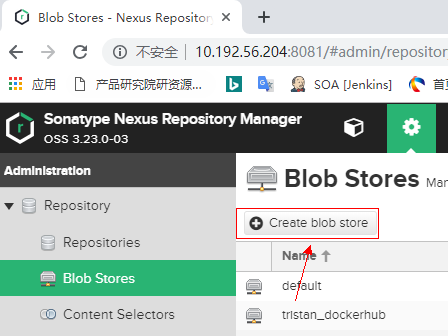 Blob Stores - Nexus Reposito
不安全 10.192.56.204:8081/#admin/repositor
应用 产品研究院研资源... SOA [Jenkins] 首
Sonatype Nexus Repository Manager
OSS 3.23.0-03
Administration
Repository
Repositories
Blob Stores
Content Selectors
Blob Stores Man
Create blob store
Name
default
tristan_dockerhub